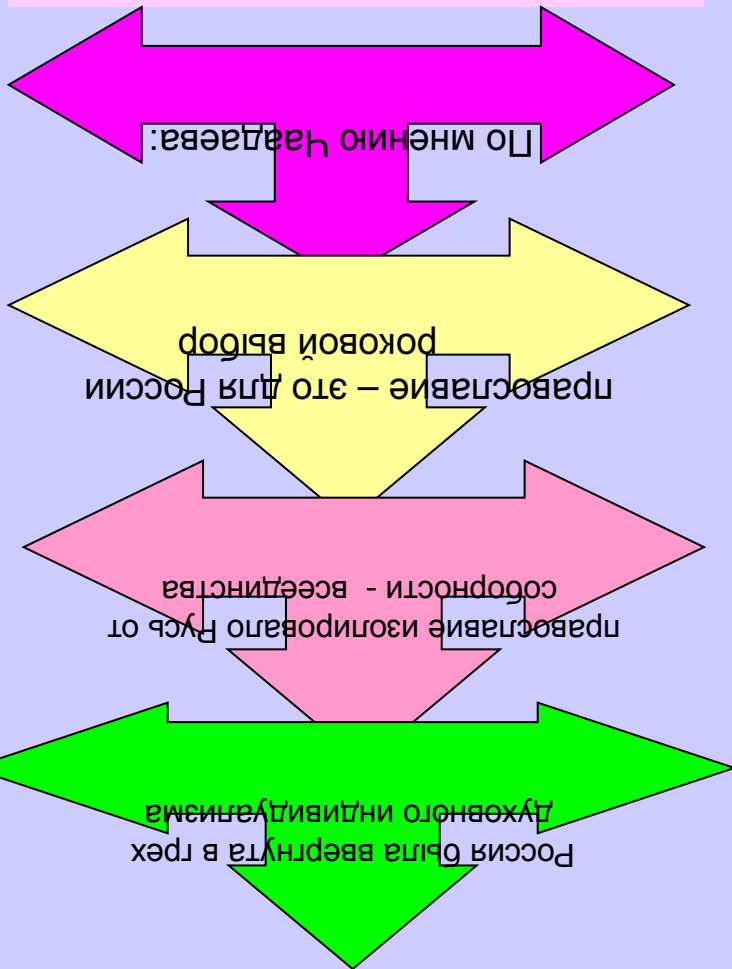 По мнению Чаадаева:
православие – это для России
роковой выбор
православие изолировало Русь от
соборности - всеединства
Россия была ввергнута в грех
духовного индивидуализма